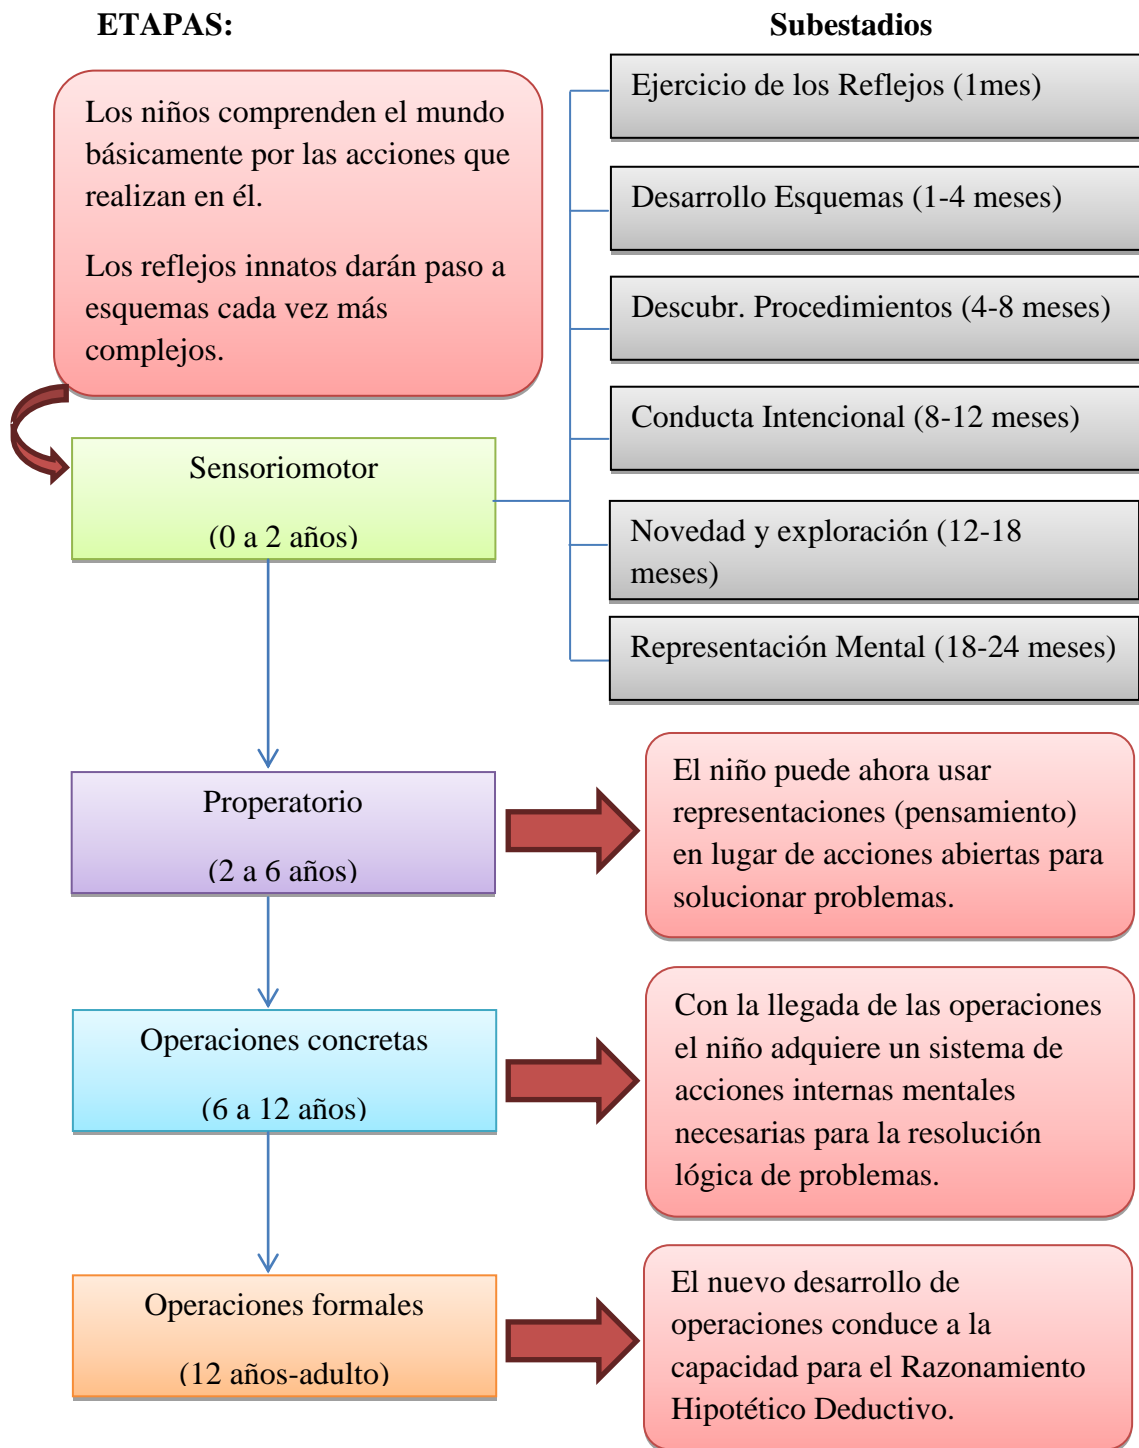 ETAPAS:
Subestadios
Los niños comprenden el mundo
básicamente por las acciones que
realizan en él.
Los reflejos innatos darán paso a
esquemas cada vez más
complejos.
Sensoriomotor
(0 a 2 años)
Ejercicio de los Reflejos (1mes)
Desarrollo Esquemas (1-4 meses)
Descubr. Procedimientos (4-8 meses)
Conducta Intencional (8-12 meses)
Novedad y exploración (12-18
meses)
Representación Mental (18-24 meses)
Properatorio
(2 a 6 años)
El niño puede ahora usar
representaciones (pensamiento)
en lugar de acciones abiertas para
solucionar problemas.
Operaciones concretas
(6 a 12 años)
Con la llegada de las operaciones
el niño adquiere un sistema de
acciones internas mentales
necesarias para la resolución
lógica de problemas.
Operaciones formales
(12 años-adulto)
El nuevo desarrollo de
operaciones conduce a la
capacidad para el Razonamiento
Hipotético Deductivo.